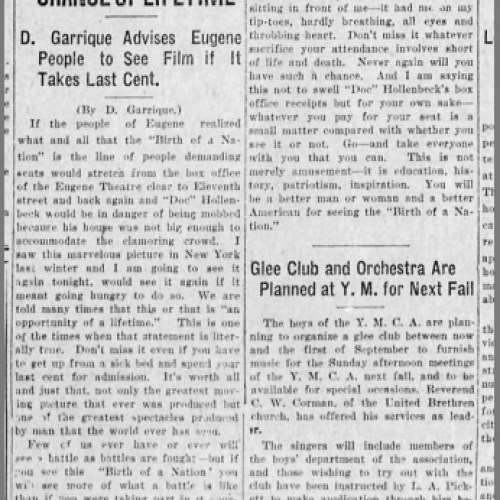 CHANCE OF LIFETIME
D. Garrique Advises Eugene
People to See Film if It
Takes Last Cent.
(By D. Garrique.)
If the people of Eugene realized
what and all that the "Birth of a Na-
tion" is the line of people demanding
seats would stretch from the box office
of the Eugene Theatre clear to Eleventh
street and back again and "Doc" Hollen-
beck would be in danger of being mobbed
because his house was not big enough to
accommodate the clamoring crowd. I
saw this marvelous picture in New York
last winter and I am going to see it
again tonight, would see it again if it
meant going hungry to do so. We are
told many times that this or that is "an
opportunity of a lifetime." This is one
of the times when that statement is liter-
ally true. Don't miss it even if you have
to get up from a sick bed and spend your
last cent for admission. It's worth all
and just that, not only the greatest mov-
ing picture that ever was produced but
one of the greatest spectacles produced
by man that the world ever has seen.
Few of us ever have or ever will
see a battle as battles are fought—but if
you see this "Birth of a Nation" you
will see more of what a battle is like
than if you were taking part in it
sitting in front of me—it had me on my
tip-toes, hardly breathing, all eyes and
throbbing heart. Don't miss it whatever
sacrifice your attendance involves short
of life and death. Never again will you
have such a chance. And I am saying
this not to swell "Doc" Hollenbeck's box
office receipts but for your own sake—
whatever you pay for your seat is a
small matter compared with whether you
see it or not. Go—and take everyone
with you that you can. This is not
merely amusement—it is education, his-
tory, patriotism, inspiration. You will
be a better man or woman and a better
American for seeing the "Birth of a Na-
tion."
Glee Club and Orchestra Are
Planned at Y. M. for Next Fall
The boys of the Y. M. C. A. are plan-
ning to organize a glee club between now
and the first of September to furnish
music for the Sunday afternoon meetings
of the Y. M. C. A. next fall, and to be
available for special occasions. Reverend
C. W. Corman, of the United Brethren
church, has offered his services as lead-
er.
The singers will include members of
the boys' department of the association,
and those wishing to try out with the
club have been instructed by L. A. Pick-
ett to make application through him be-